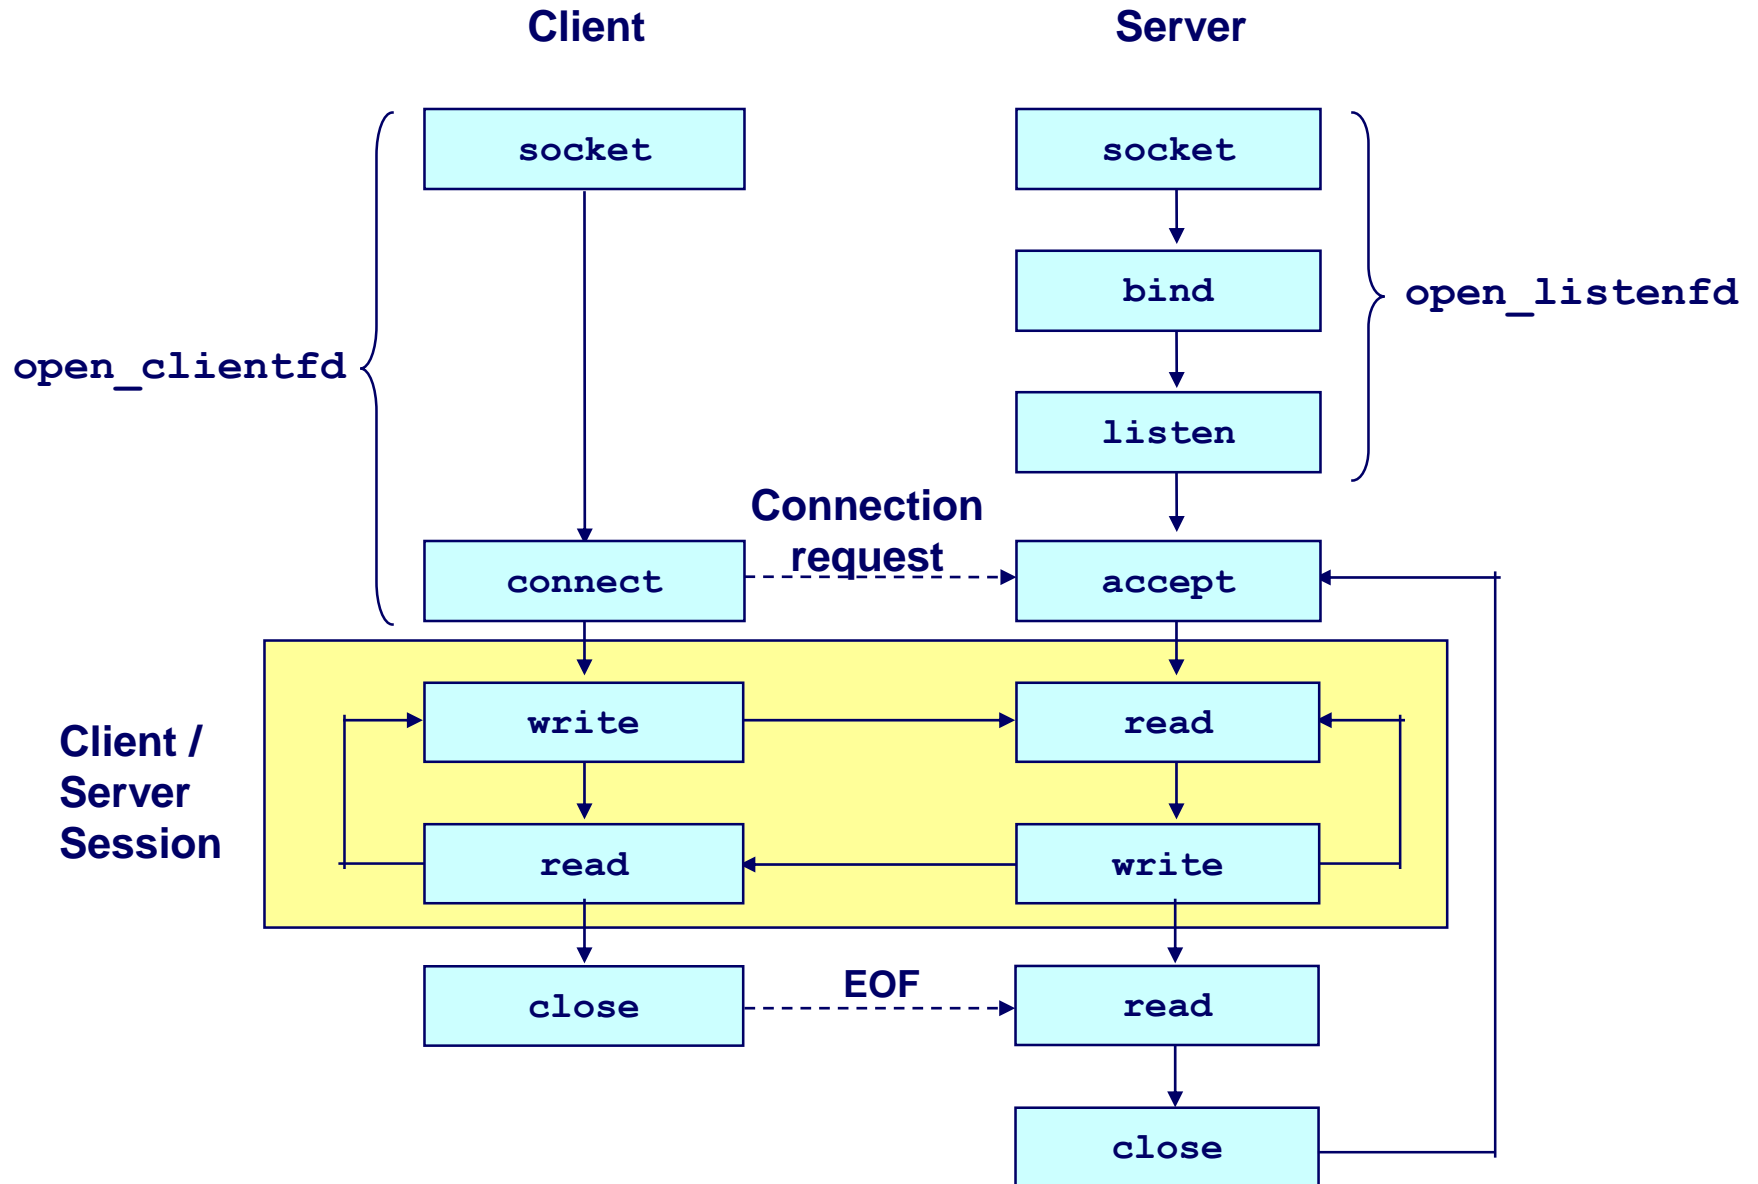 Client
Server
socket
socket
bind
open_listenfd
open_clientfd
listen
Connection
request
connect
accept
Client /
Server
Session
write
read
read
write
close
EOF
read
close